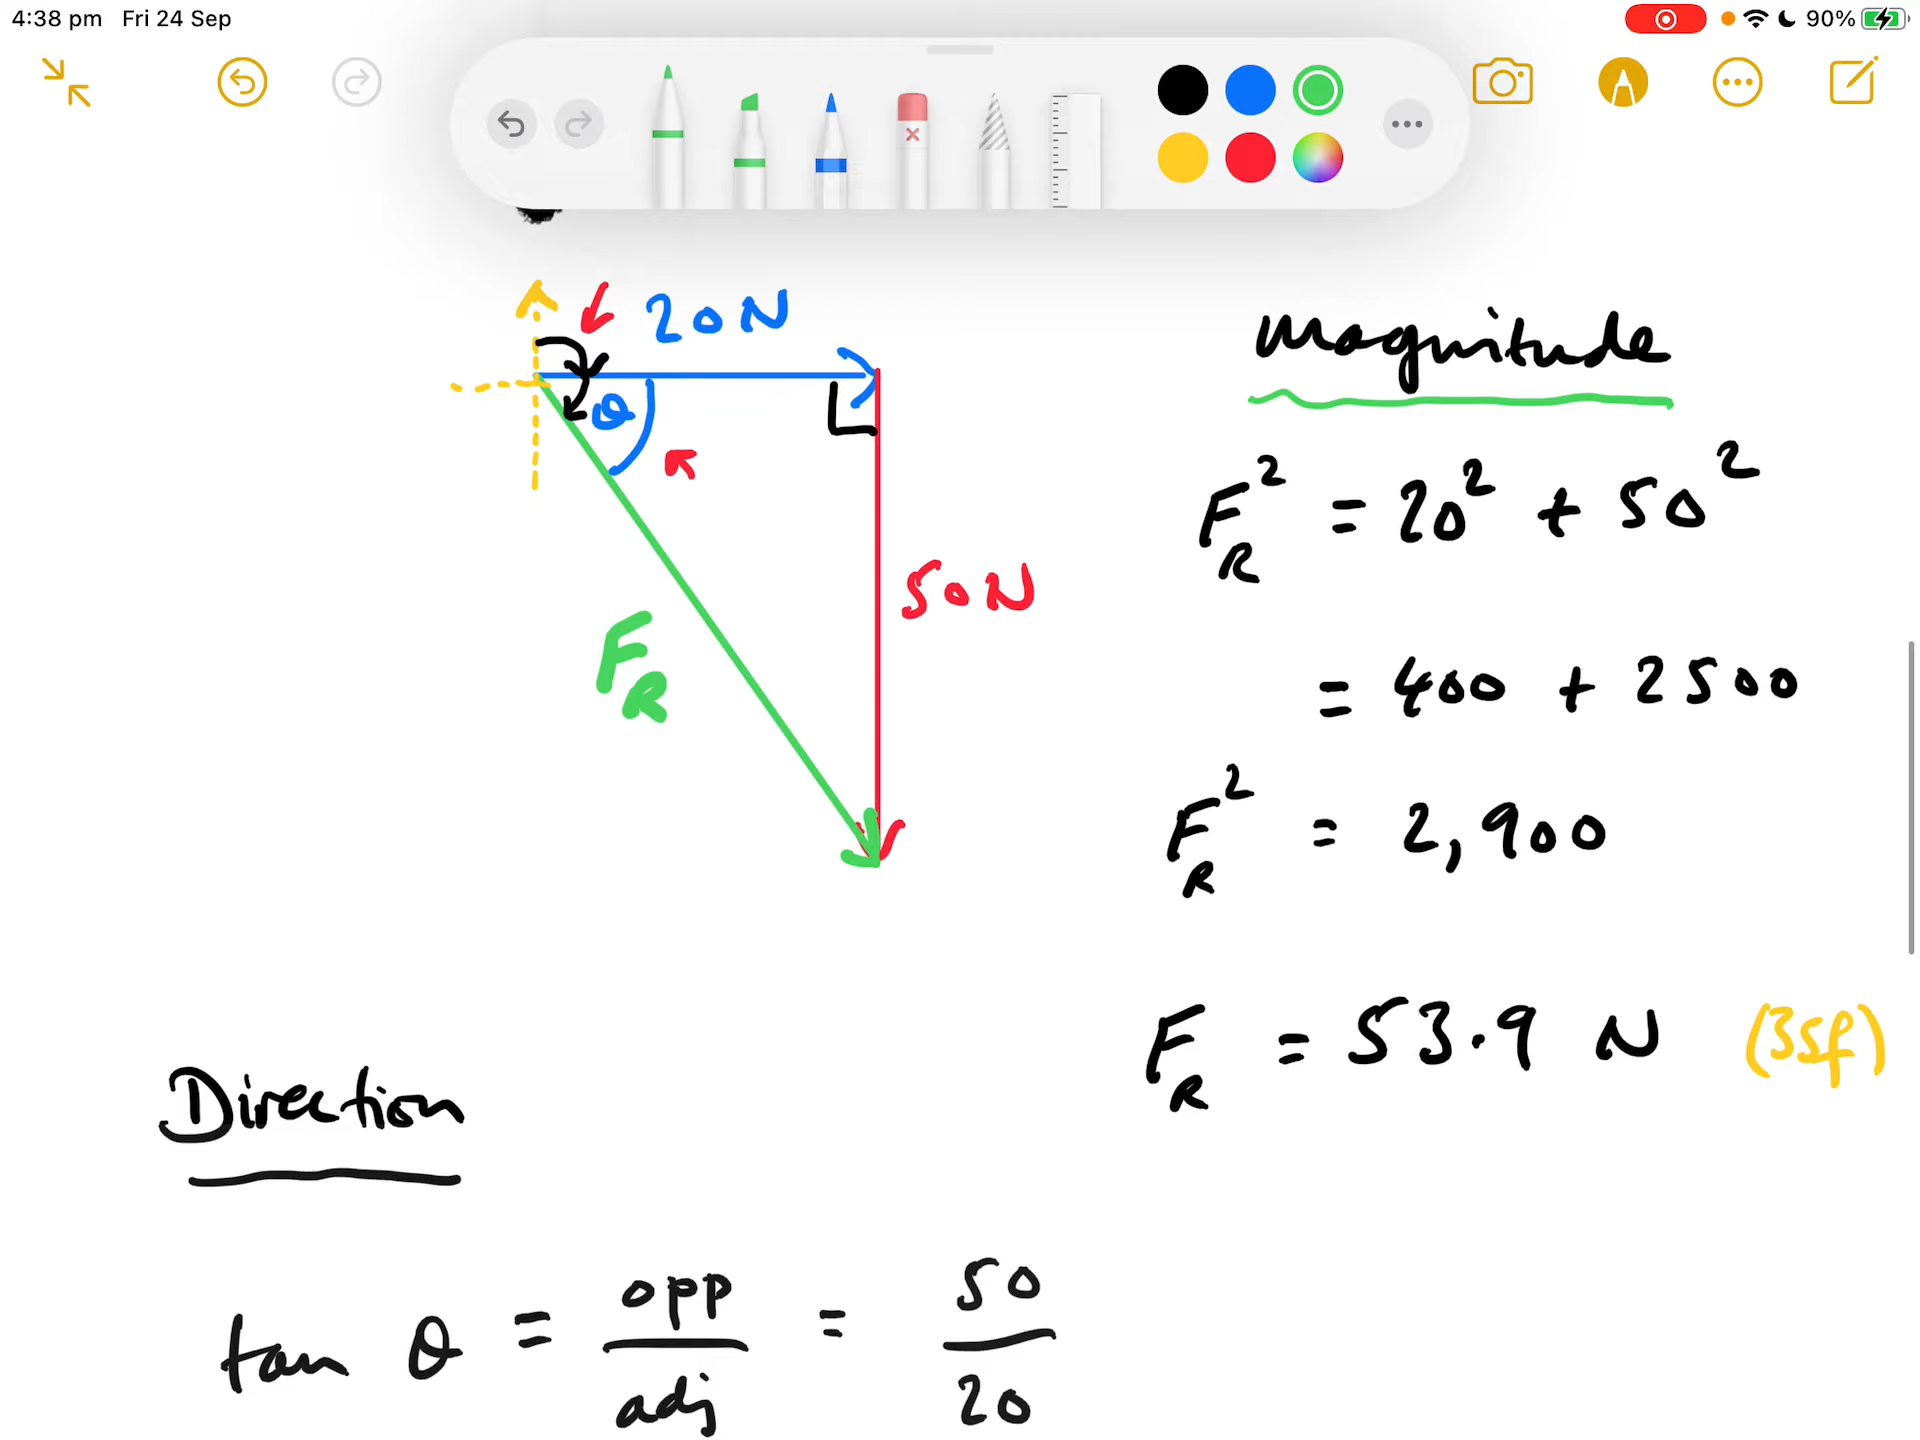 4:38 pm Fri 24 Sep
90%
20N
θ
50N
F_R
magnitude
F_R² = 20² + 50²
= 400 + 2500
F_R² = 2,900
F_R = 53.9 N (3sf)
Direction
tan θ = opp/adj = 50/20